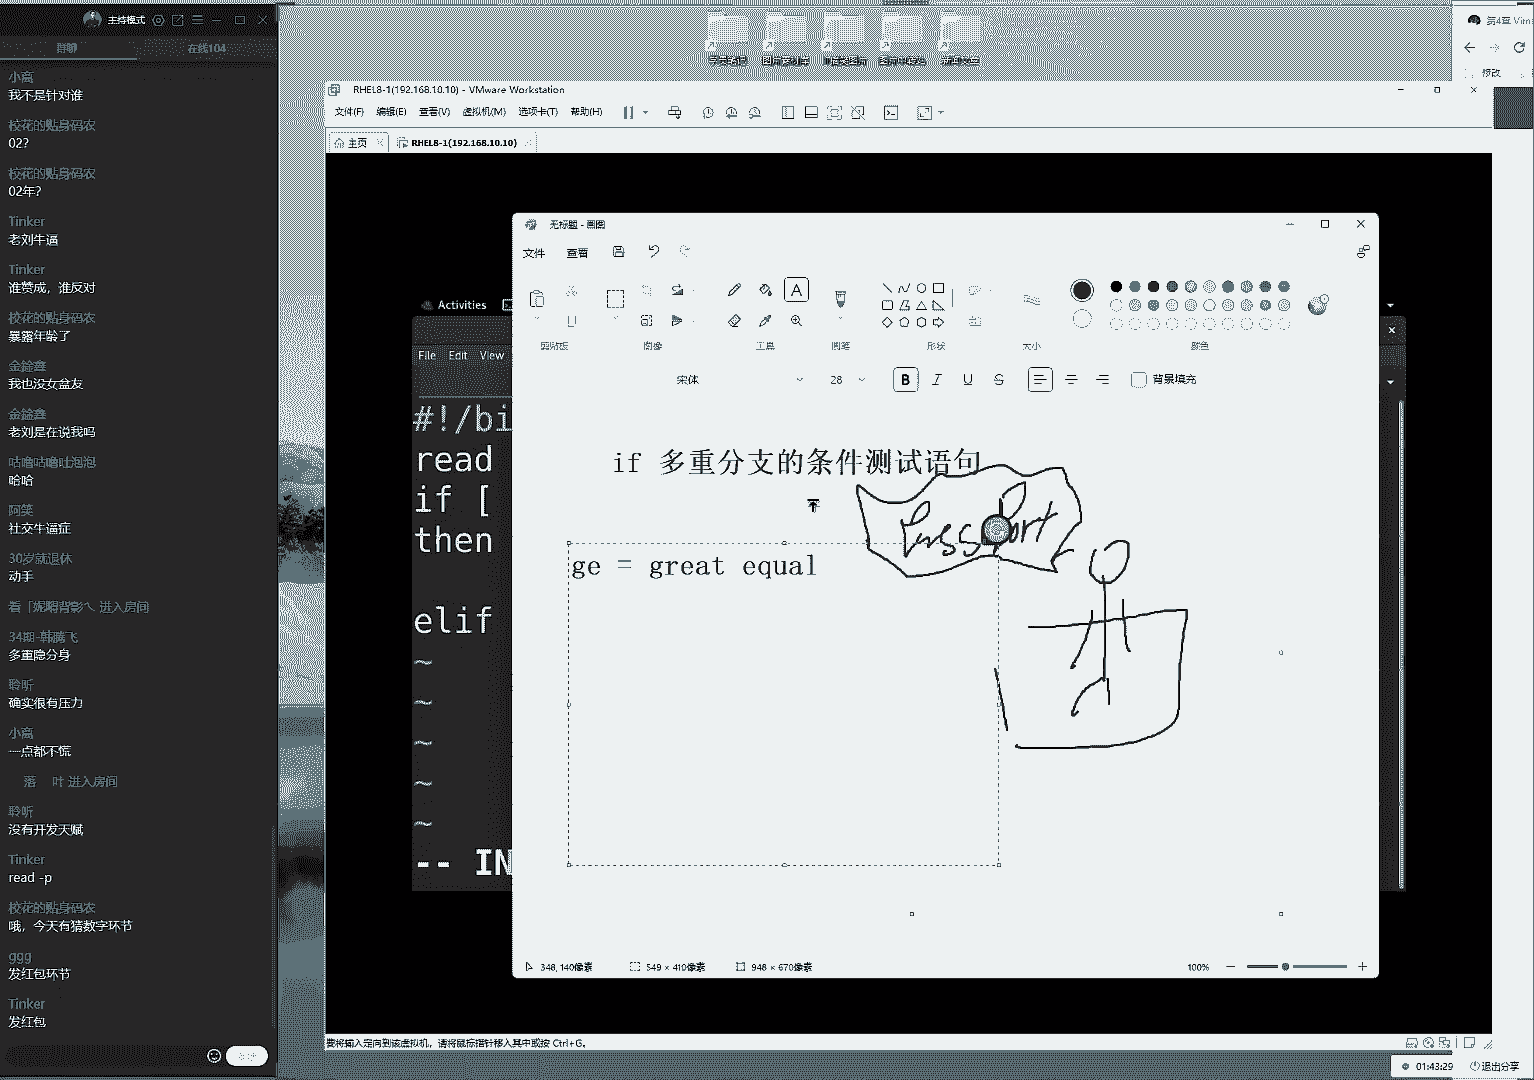 主持模式
群聊
在线104
小窝
我不是针对谁
校花的贴身码农
02?
校花的贴身码农
02年?
Tinker
老刘牛逼
Tinker
谁赞成，谁反对
校花的贴身码农
暴露年龄了
金鑫鑫
我也没女盆友
金鑫鑫
老刘是在说我吗
咕噜咕噜吐泡泡
哈哈
阿笑
社交牛逼症
30岁就退休
动手
进入房间
34期-韩腾飞
多重隐分身
聆听
确实很有压力
小窝
一点都不慌
落 叶 进入房间
聆听
没有开发天赋
Tinker
read -p
校花的贴身码农
哦，今天有猜数字环节
ggg
发红包环节
Tinker
发红包
第4章 Vim
修改
RHEL8-1(192.168.10.10) - VMware Workstation
文件(F) 编辑(E) 查看(V) 虚拟机(M) 选项卡(T) 帮助(H)
主页
RHEL8-1(192.168.10.10)
Activities
File Edit View
#!/bi
read
if [
then
elif
~
~
~
~
~
-- IN
无标题 - 画图
文件 查看
剪贴板 图像 工具 画笔 形状 大小 颜色
宋体 28 B I U S 背景填充
if 多重分支的条件测试语句
PassPort
ge = great equal
348, 140像素 549 × 410像素 948 × 670像素 100%
要将输入定向到该虚拟机，请将鼠标指针移入其中或按 Ctrl+G。
01:43:29 退出分享